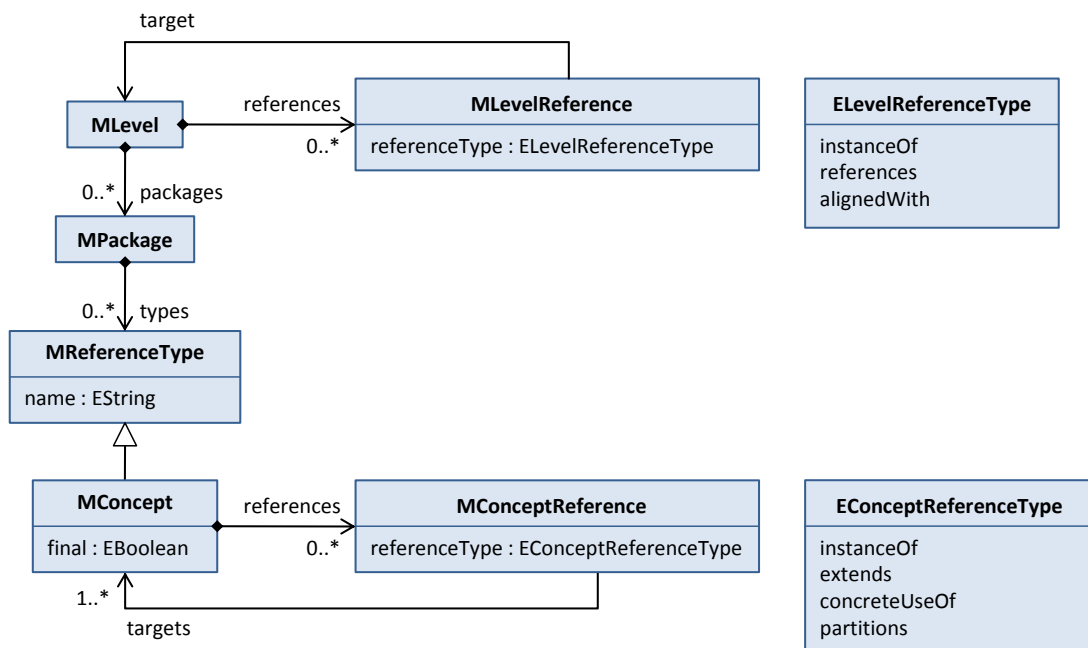 target
MLevel
references
0..*
MLevelReference
referenceType : ELevelReferenceType
ELevelReferenceType
instanceOf
references
alignedWith
0..*
packages
MPackage
0..*
types
MReferenceType
name : EString
MConcept
final : EBoolean
references
0..*
MConceptReference
referenceType : EConceptReferenceType
EConceptReferenceType
instanceOf
extends
concreteUseOf
partitions
1..*
targets